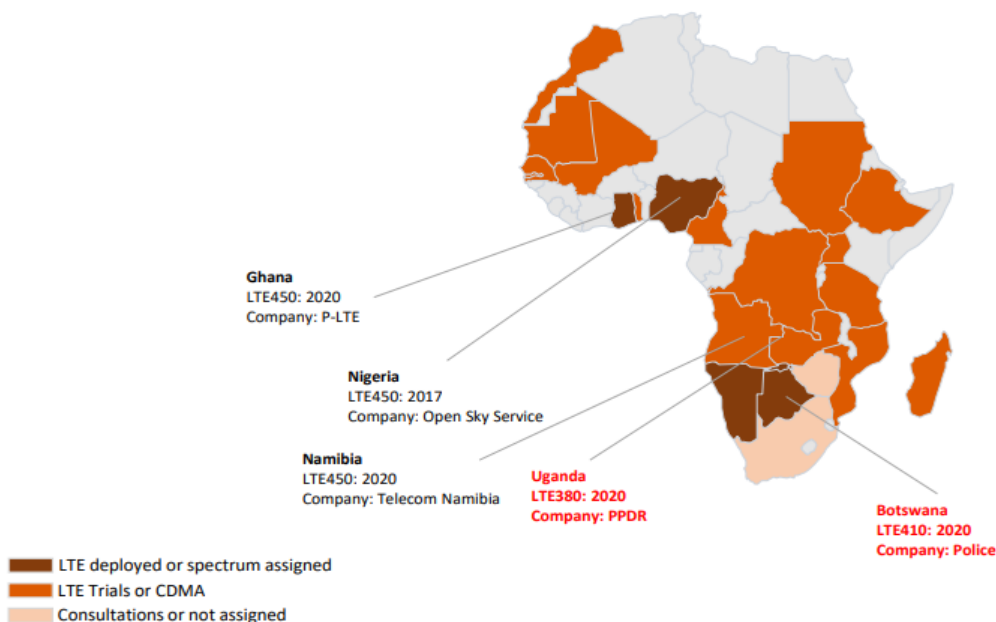 Ghana
LTE450: 2020
Company: P-LTE
Nigeria
LTE450: 2017
Company: Open Sky Service
Namibia
LTE450: 2020
Company: Telecom Namibia
Uganda
LTE380: 2020
Company: PPDR
Botswana
LTE410: 2020
Company: Police
LTE deployed or spectrum assigned
LTE Trials or CDMA
Consultations or not assigned